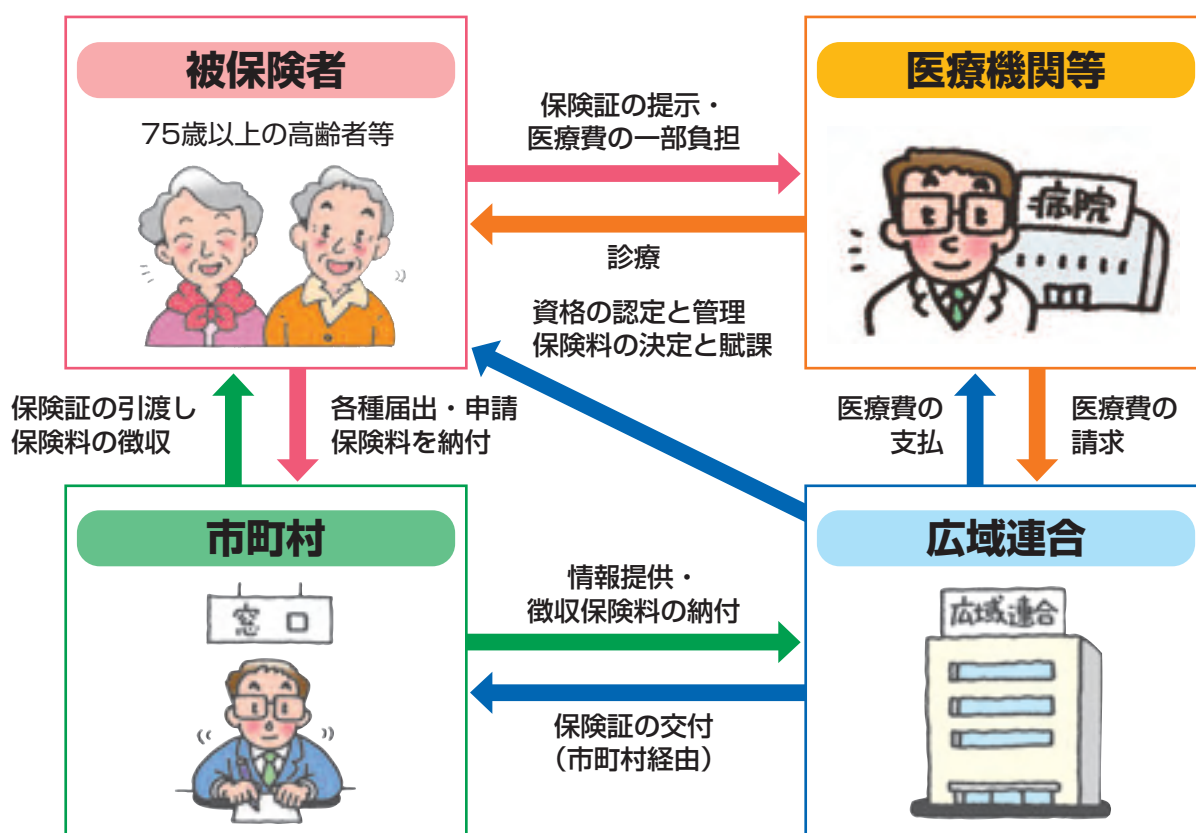 被保険者
75歳以上の高齢者等
医療機関等
病院
保険証の提示・
医療費の一部負担
診療
資格の認定と管理
保険料の決定と賦課
保険証の引渡し
保険料の徴収
各種届出・申請
保険料を納付
医療費の
支払
医療費の
請求
市町村
窓口
情報提供・
徴収保険料の納付
保険証の交付
（市町村経由）
広域連合
広域連合